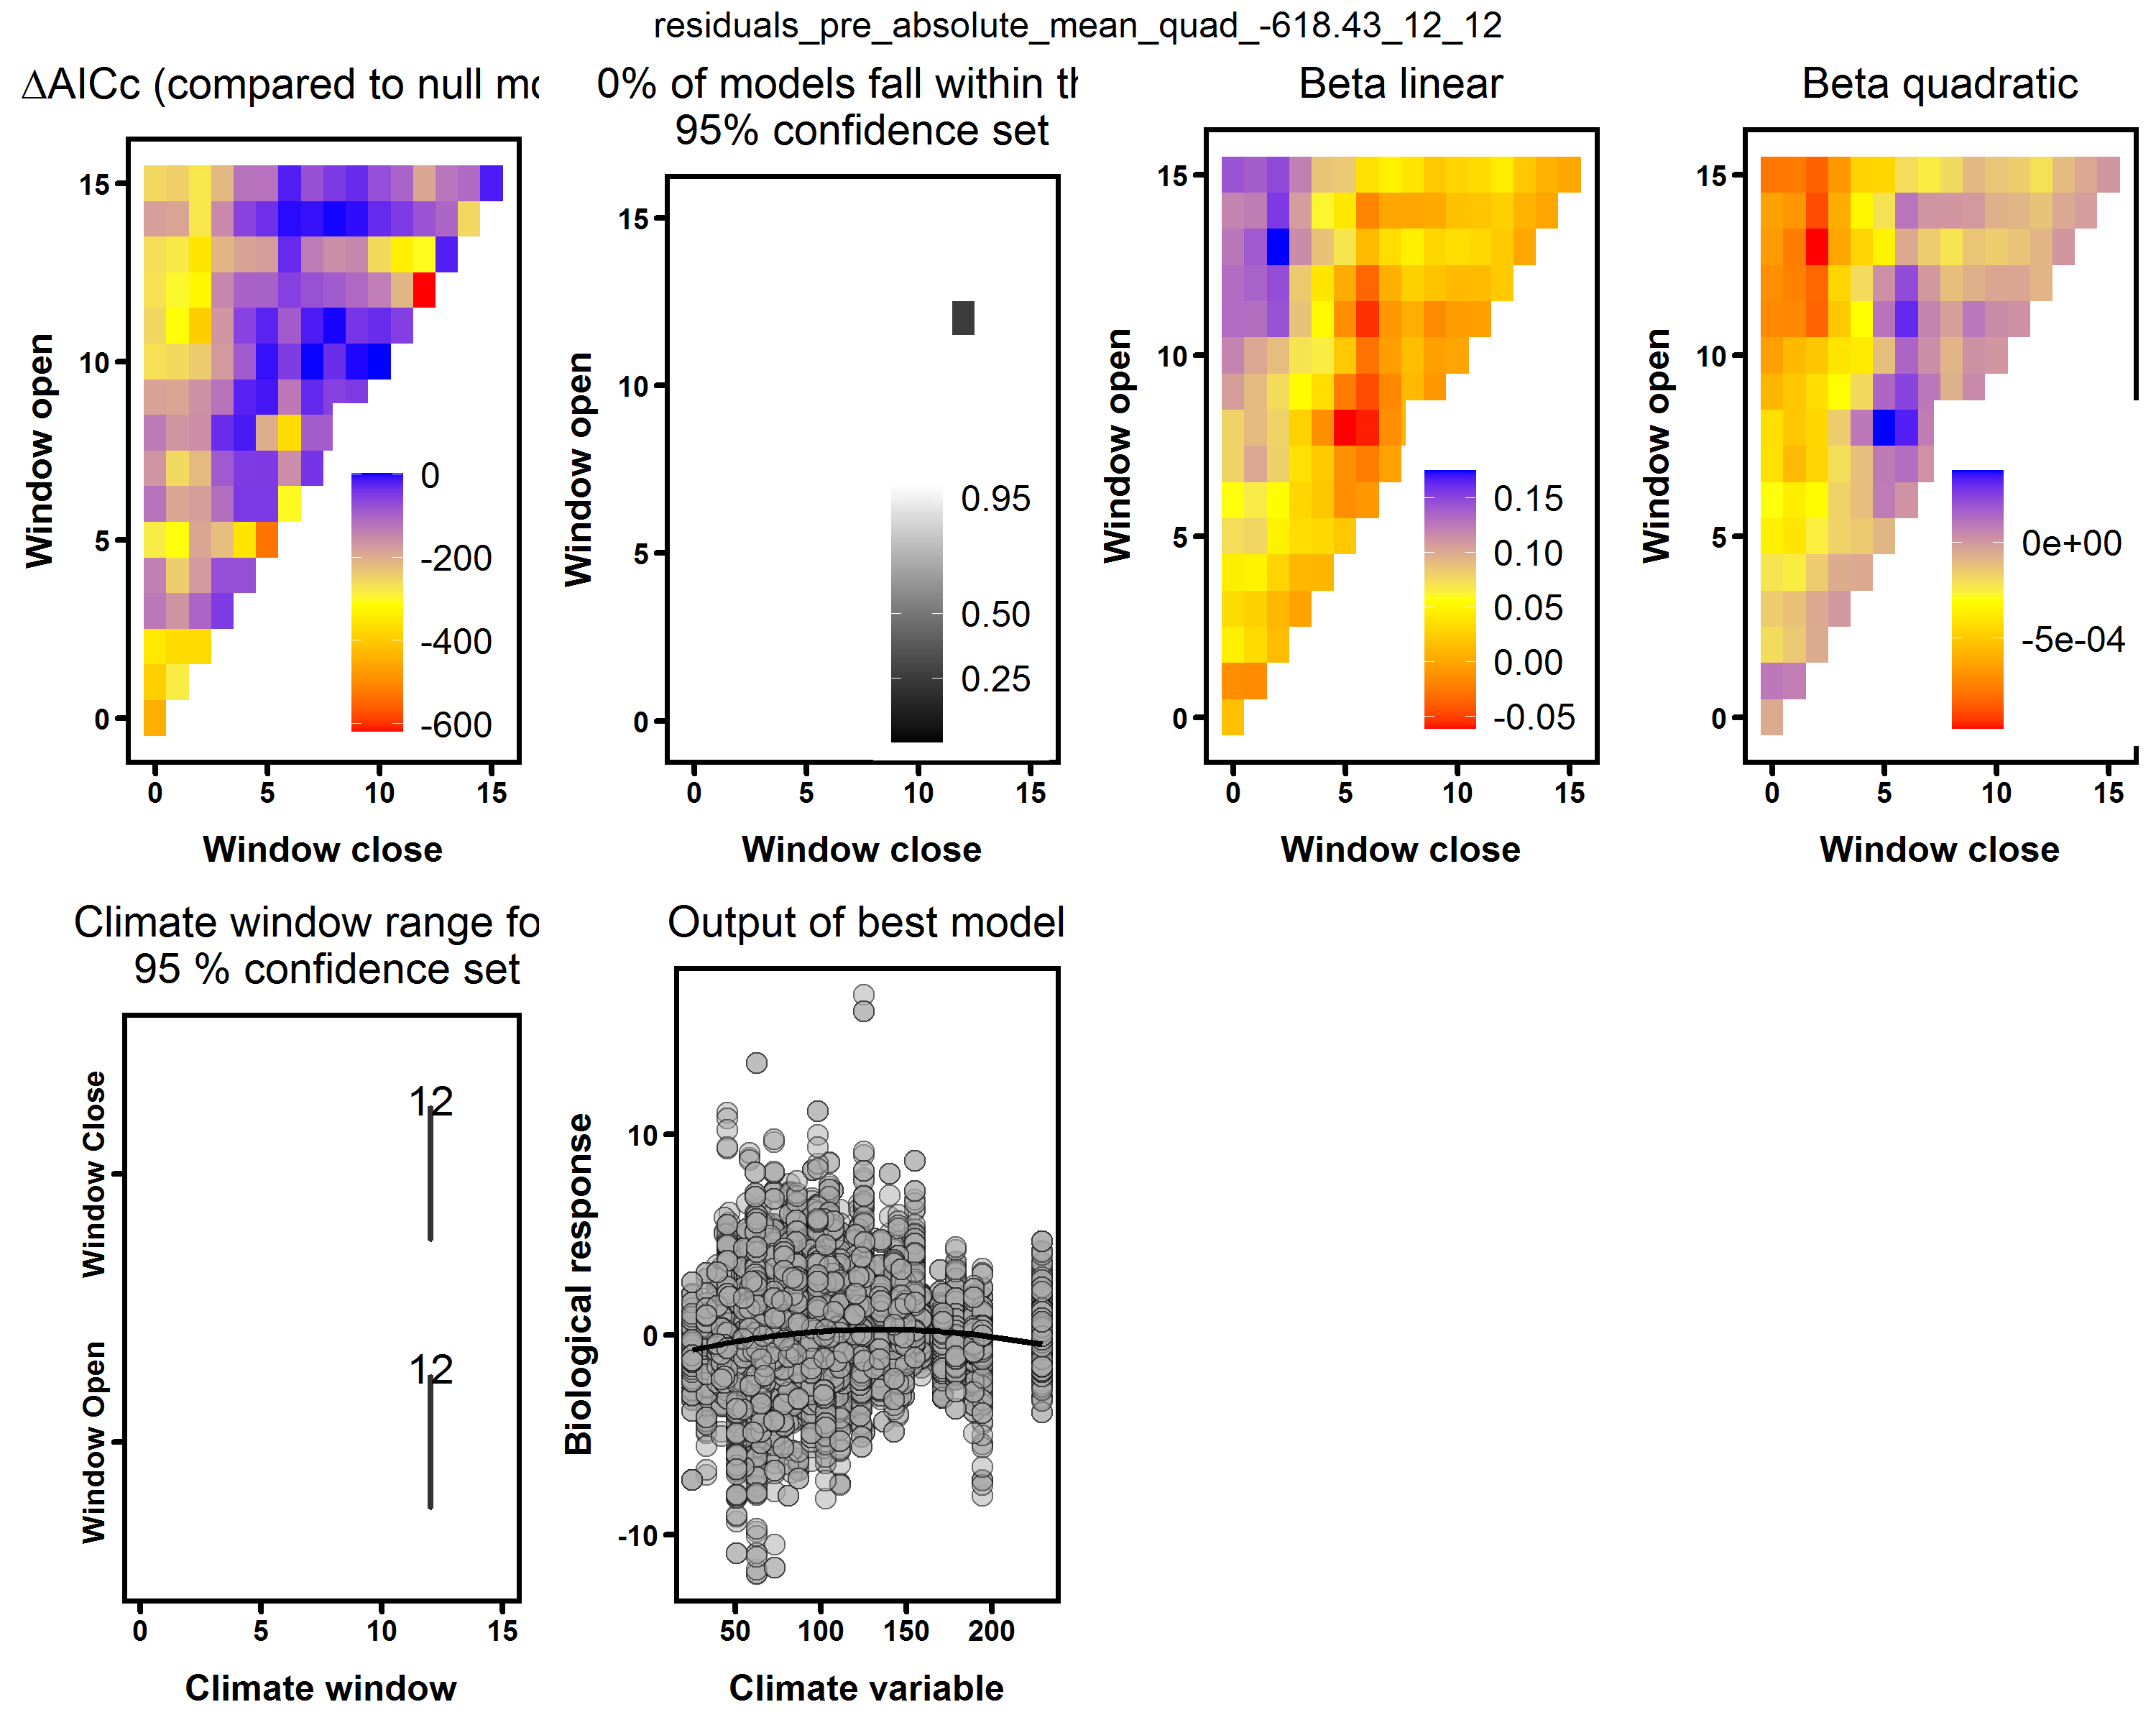 residuals_pre_absolute_mean_quad_-618.43_12_12
ΔAICc (compared to null mo
15
10
5
0
Window open
0
-200
-400
-600
0 5 10 15
Window close
0% of models fall within th
95% confidence set
15
10
5
0
Window open
0.95
0.50
0.25
0 5 10 15
Window close
Beta linear
15
10
5
0
Window open
0.15
0.10
0.05
0.00
-0.05
0 5 10 15
Window close
Beta quadratic
15
10
5
0
Window open
0e+00
-5e-04
0 5 10 15
Window close
Climate window range fo
95 % confidence set
Window Close
Window Open
12
12
0 5 10 15
Climate window
Output of best model
10
0
-10
Biological response
50 100 150 200
Climate variable